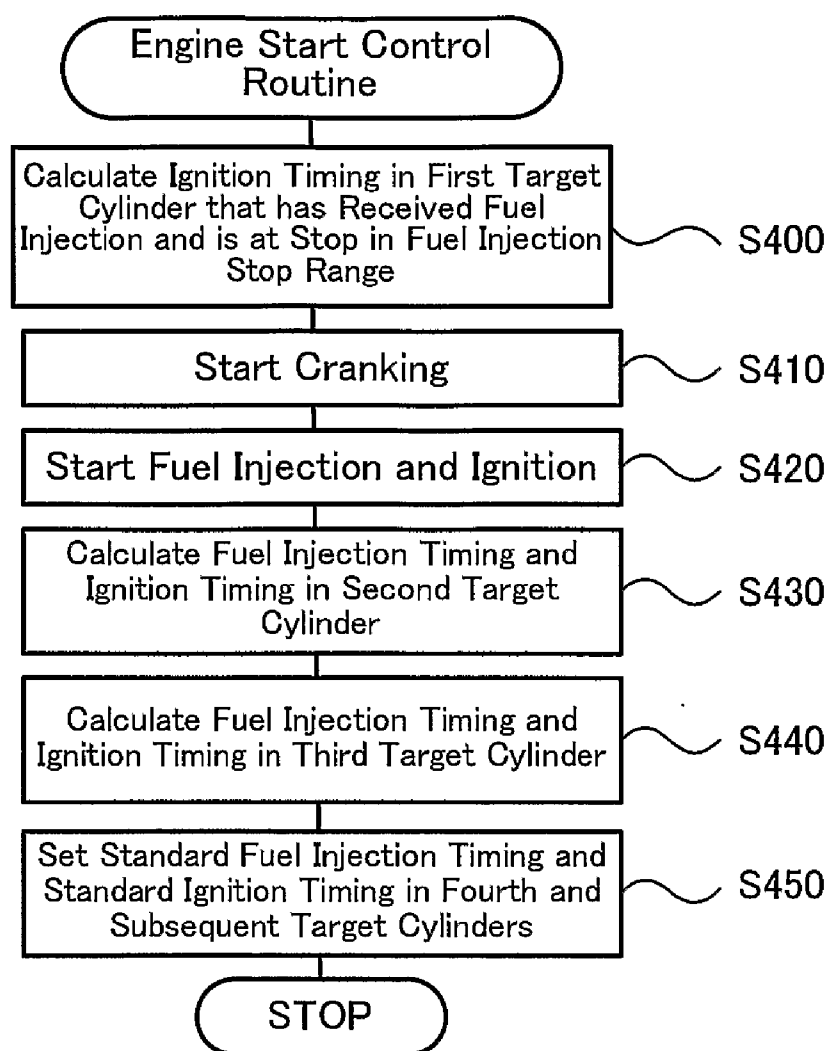 Engine Start Control
Routine
Calculate Ignition Timing in First Target
Cylinder that has Received Fuel
Injection and is at Stop in Fuel Injection
Stop Range
S400
Start Cranking
S410
Start Fuel Injection and Ignition
S420
Calculate Fuel Injection Timing and
Ignition Timing in Second Target
Cylinder
S430
Calculate Fuel Injection Timing and
Ignition Timing in Third Target Cylinder
S440
Set Standard Fuel Injection Timing and
Standard Ignition Timing in Fourth and
Subsequent Target Cylinders
S450
STOP